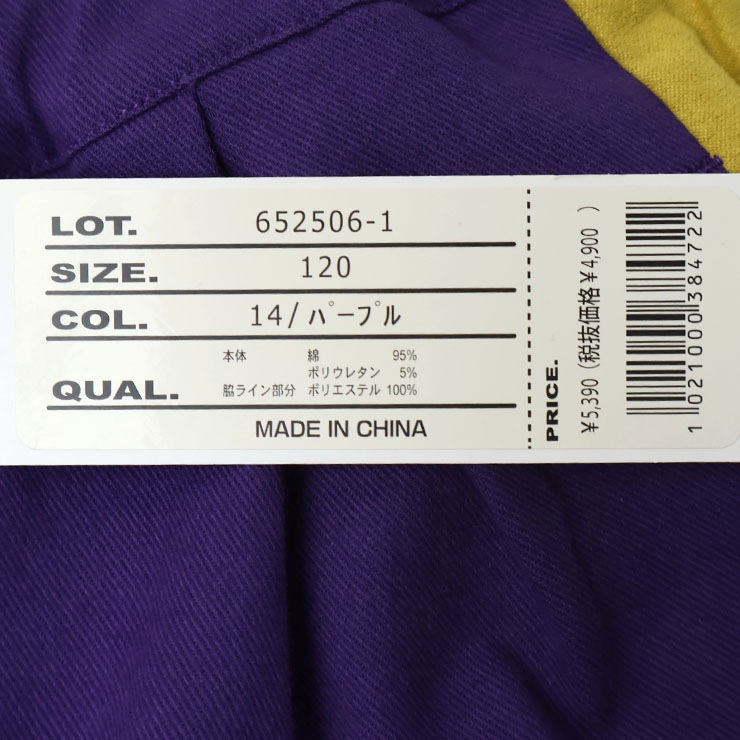 LOT. 652506-1
SIZE. 120
COL. 14/ パープル
QUAL. 本体 綿 95%
ポリウレタン 5%
脇ライン部分 ポリエステル 100%
MADE IN CHINA
PRICE.
￥5,390 (税抜価格￥4,900 )
1021000384722